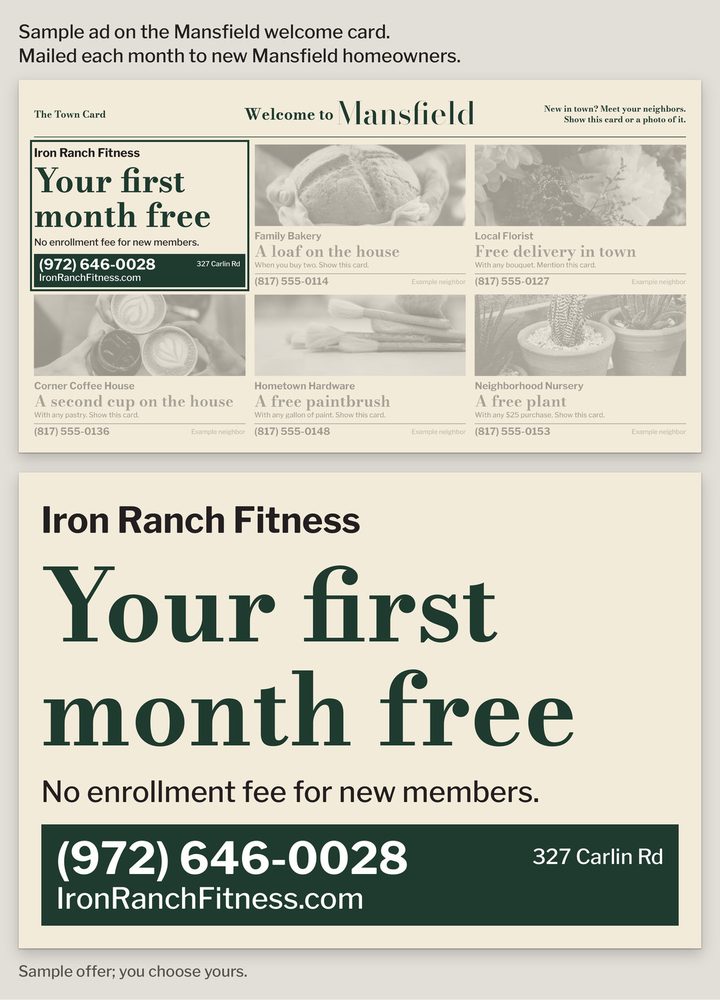 Sample ad on the Mansfield welcome card.
Mailed each month to new Mansfield homeowners.
The Town Card
Welcome to Mansfield
New in town? Meet your neighbors.
Show this card or a photo of it.
Iron Ranch Fitness
Your first
month free
No enrollment fee for new members.
(972) 646-0028
327 Carlin Rd
IronRanchFitness.com
Family Bakery
A loaf on the house
When you buy two. Show this card.
(817) 555-0114
Example neighbor
Local Florist
Free delivery in town
With any bouquet. Mention this card.
(817) 555-0127
Example neighbor
Corner Coffee House
A second cup on the house
With any pastry. Show this card.
(817) 555-0136
Example neighbor
Hometown Hardware
A free paintbrush
With any gallon of paint. Show this card.
(817) 555-0148
Example neighbor
Neighborhood Nursery
A free plant
With any $25 purchase. Show this card.
(817) 555-0153
Example neighbor
Iron Ranch Fitness
Your first
month free
No enrollment fee for new members.
(972) 646-0028
327 Carlin Rd
IronRanchFitness.com
Sample offer; you choose yours.